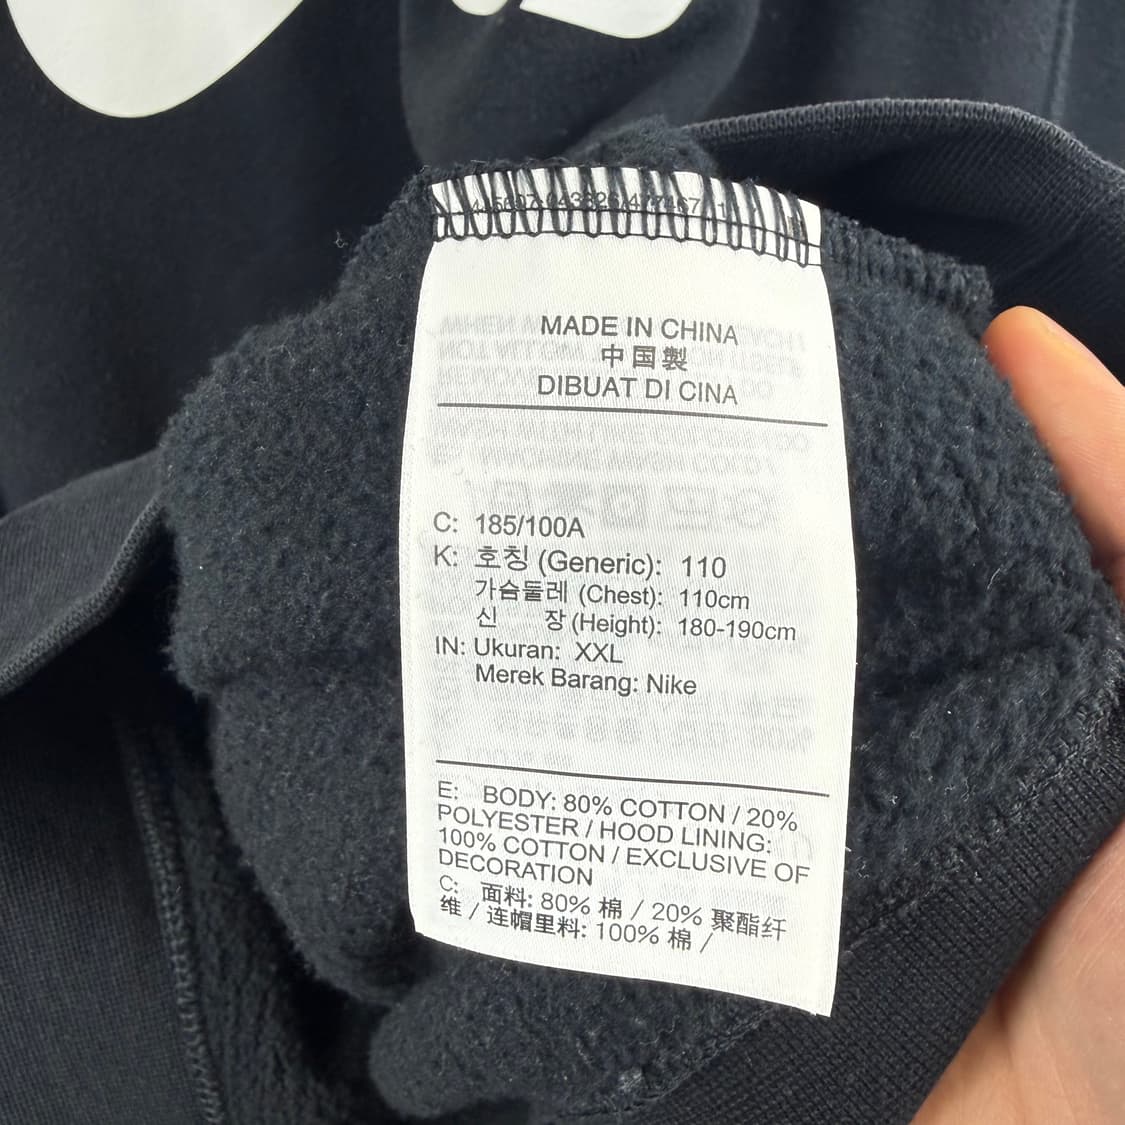 MADE IN CHINA
中国製
DIBUAT DI CINA
C: 185/100A
K: 호칭 (Generic): 110
가슴둘레 (Chest): 110cm
신 장 (Height): 180-190cm
IN: Ukuran: XXL
Merek Barang: Nike
E: BODY: 80% COTTON / 20%
POLYESTER / HOOD LINING:
100% COTTON / EXCLUSIVE OF
DECORATION
C: 面料: 80% 棉 / 20% 聚酯纤
维 / 连帽里料: 100% 棉 /